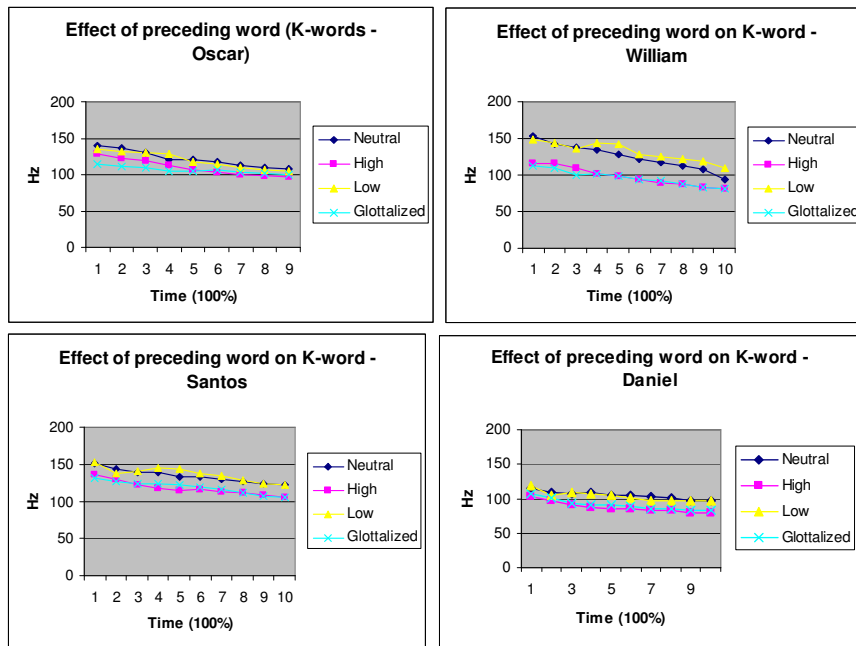 Effect of preceding word (K-words -
Oscar)
200
150
100
50
0
Hz
1 2 3 4 5 6 7 8 9
Time (100%)
Neutral
High
Low
Glottalized
Effect of preceding word on K-word -
William
200
150
100
50
0
Hz
1 2 3 4 5 6 7 8 9 10
Time (100%)
Neutral
High
Low
Glottalized
Effect of preceding word on K-word -
Santos
200
150
100
50
0
Hz
1 2 3 4 5 6 7 8 9 10
Time (100%)
Neutral
High
Low
Glottalized
Effect of preceding word on K-word -
Daniel
200
150
100
50
0
Hz
1 3 5 7 9
Time (100%)
Neutral
High
Low
Glottalized